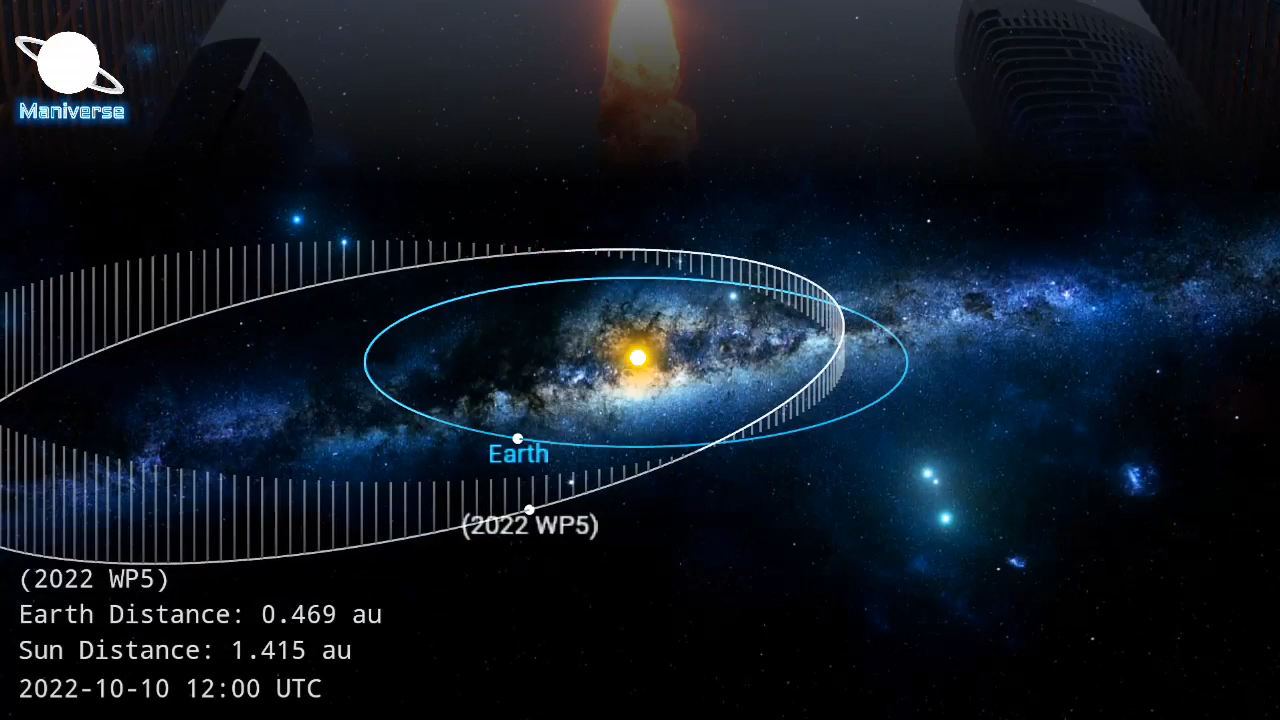 Maniverse
Earth
(2022 WP5)
(2022 WP5)
Earth Distance: 0.469 au
Sun Distance: 1.415 au
2022-10-10 12:00 UTC